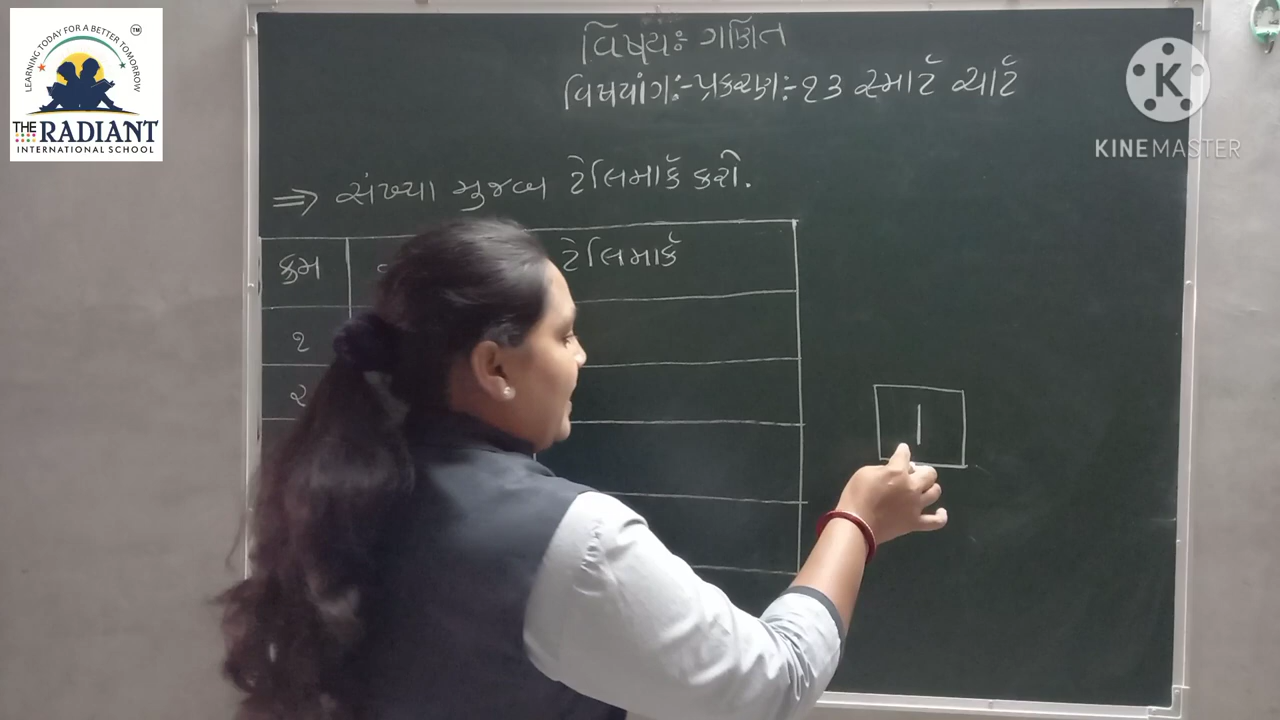 LEARNING TODAY FOR A BETTER TOMORROW
TM
THE RADIANT
INTERNATIONAL SCHOOL
વિષય:- ગણિત
વિષયાંગ:- પ્રકરણ:- ૧૩ સ્માર્ટ ચાર્ટ
K
KINEMASTER
⇒ સંખ્યા મુજબ ટેલિમાર્ક કરો.
ક્રમ ટેલિમાર્ક
૧
૨
|